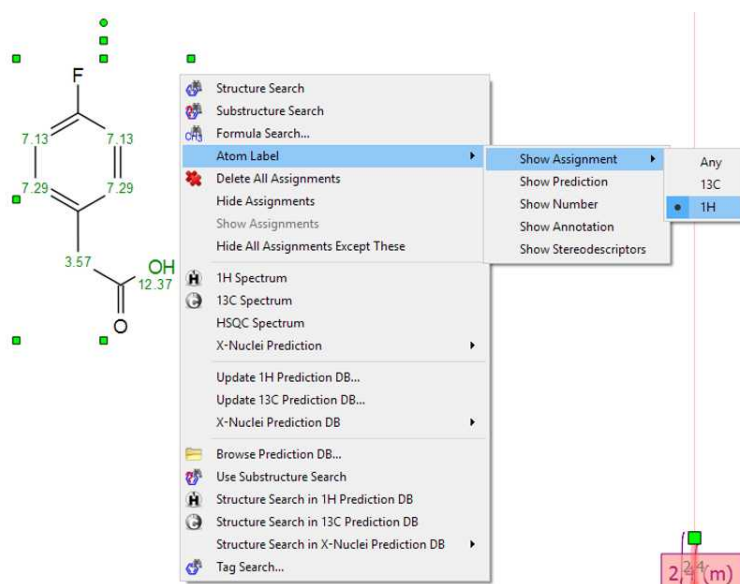 F
7.13 7.13
7.29 7.29
3.57
OH
12.37
O
Structure Search
Substructure Search
Formula Search...
Atom Label
Delete All Assignments
Hide Assignments
Show Assignments
Hide All Assignments Except These
1H Spectrum
13C Spectrum
HSQC Spectrum
X-Nuclei Prediction
Update 1H Prediction DB...
Update 13C Prediction DB...
X-Nuclei Prediction DB
Browse Prediction DB...
Use Substructure Search
Structure Search in 1H Prediction DB
Structure Search in 13C Prediction DB
Structure Search in X-Nuclei Prediction DB
Tag Search...
Show Assignment
Show Prediction
Show Number
Show Annotation
Show Stereodescriptors
Any
13C
1H
(m)